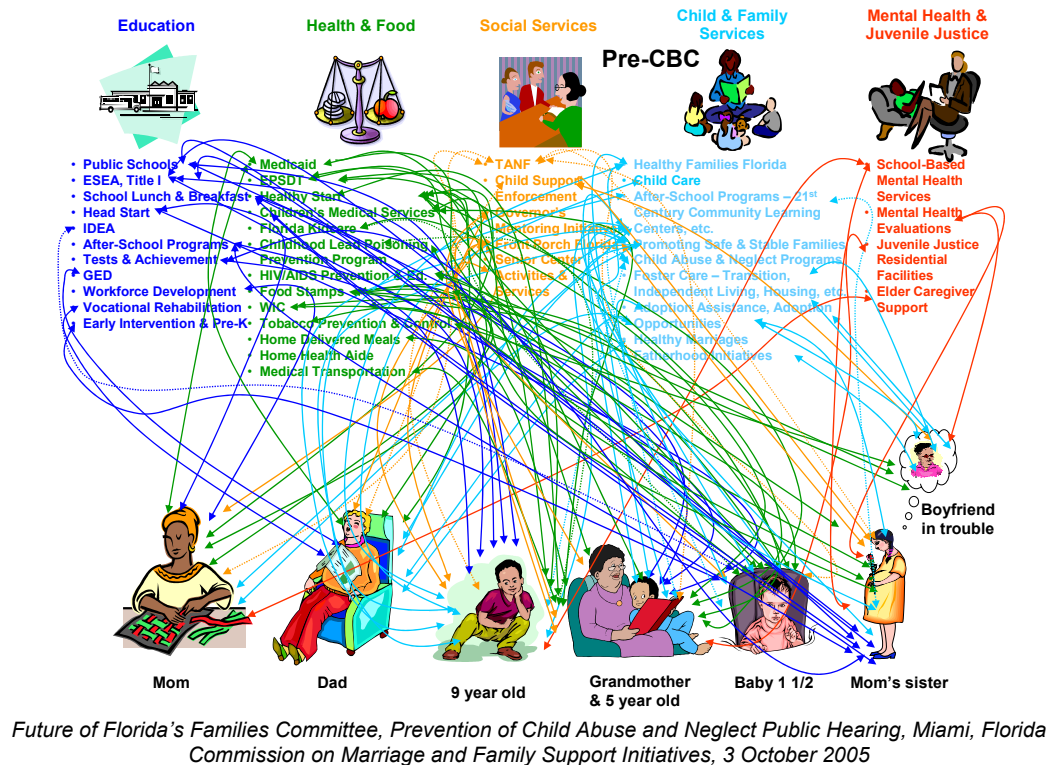 Education
Health & Food
Social Services
Child & Family
Services
Mental Health &
Juvenile Justice
Pre-CBC
• Public Schools
• ESEA, Title I
• School Lunch & Breakfast
• Head Start
• IDEA
• After-School Programs
• Tests & Achievement
• GED
• Workforce Development
• Vocational Rehabilitation
• Early Intervention & Pre-K
• Medicaid
• EPSDT
• Healthy Start
• Children's Medical Services
• Florida Kidcare
• Childhood Lead Poisoning
Prevention Program
• HIV/AIDS Prevention & Ed.
• Food Stamps
• WIC
• Tobacco Prevention & Control
• Home Delivered Meals
• Home Health Aide
• Medical Transportation
• TANF
• Child Support
Enforcement
• Governor's
Mentoring Initiative
• Front Porch Florida
• Senior Center
Activities &
Services
• Healthy Families Florida
• Child Care
• After-School Programs – 21st
Century Community Learning
Centers, etc.
• Promoting Safe & Stable Families
• Child Abuse & Neglect Programs
• Foster Care – Transition,
Independent Living, Housing, etc
• Adoption Assistance, Adoption
Opportunities
• Healthy Marriages
• Fatherhood Initiatives
• School-Based
Mental Health
Services
• Mental Health
Evaluations
• Juvenile Justice
• Residential
Facilities
• Elder Caregiver
Support
Boyfriend
in trouble
Mom
Dad
9 year old
Grandmother
& 5 year old
Baby 1 1/2
Mom's sister
Future of Florida's Families Committee, Prevention of Child Abuse and Neglect Public Hearing, Miami, Florida
Commission on Marriage and Family Support Initiatives, 3 October 2005